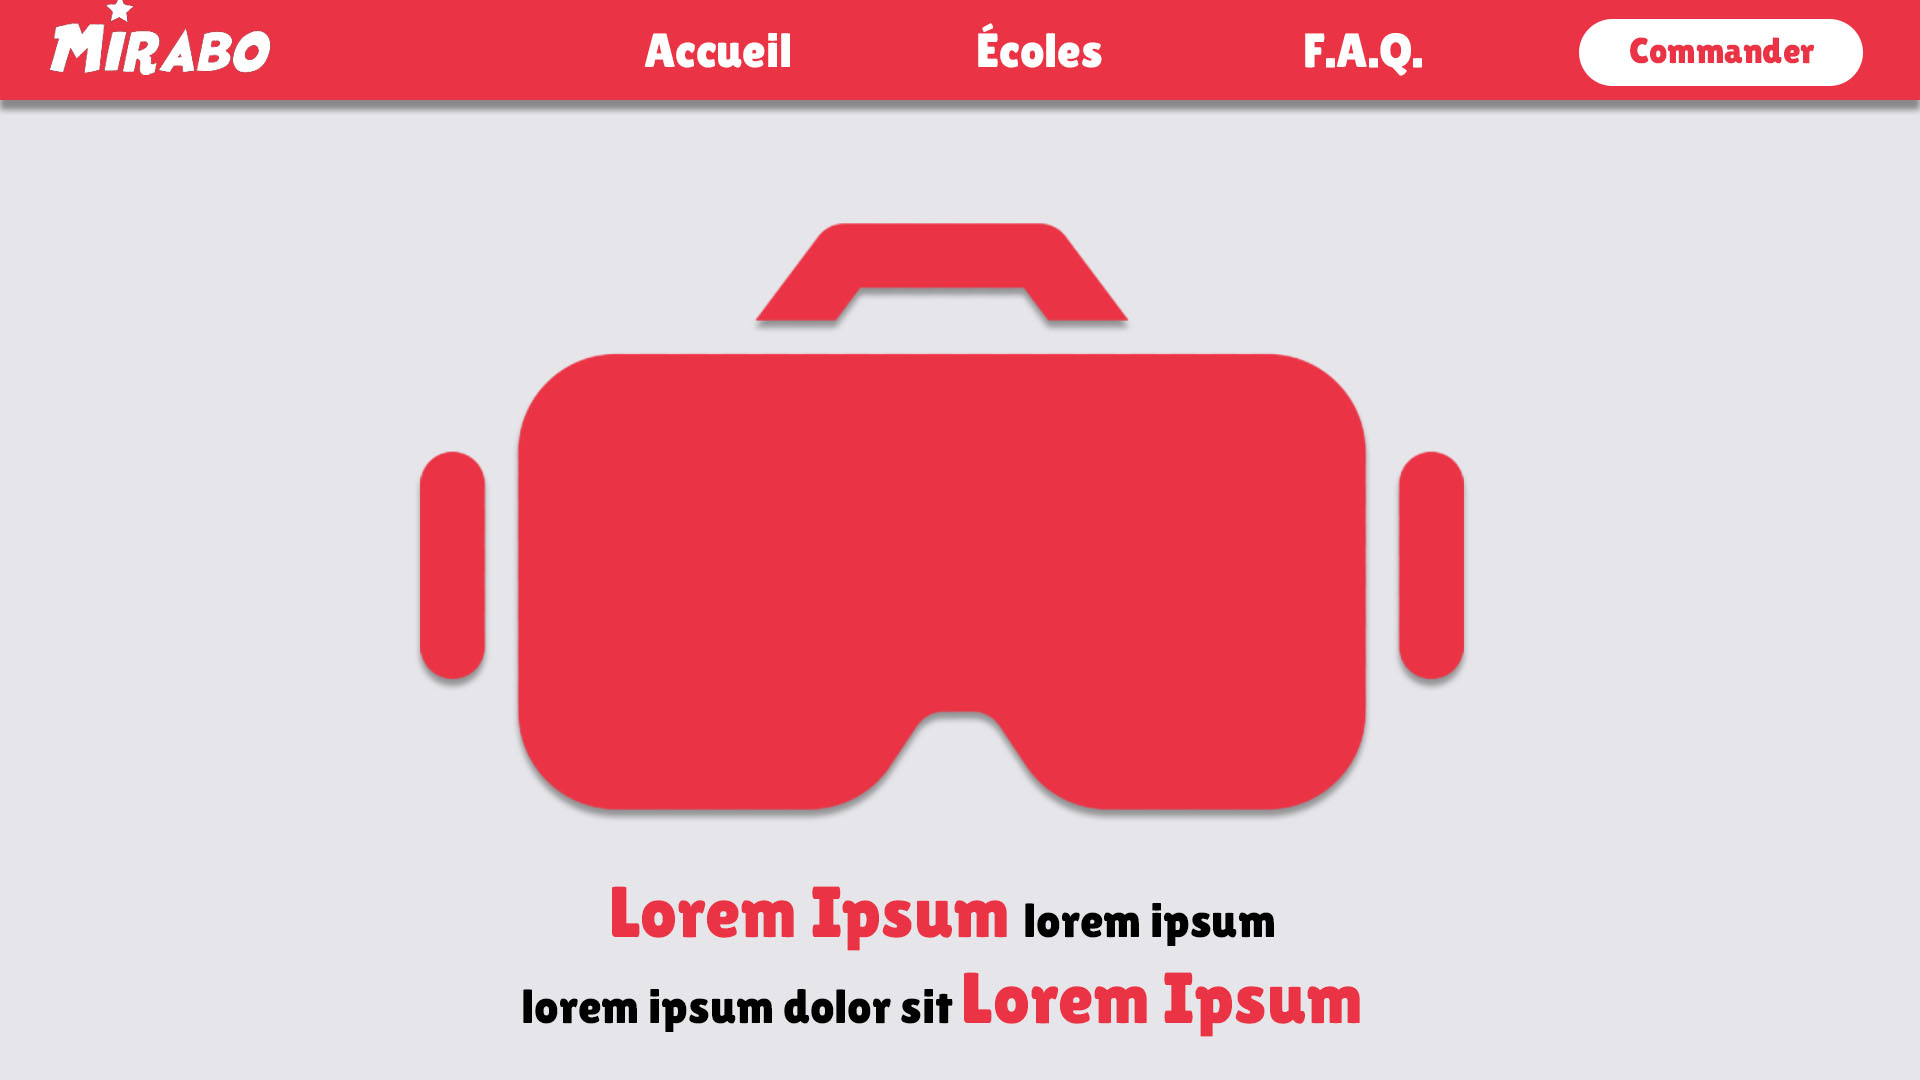 MIRABO
Accueil
Écoles
F.A.Q.
Commander
Lorem Ipsum lorem ipsum
lorem ipsum dolor sit Lorem Ipsum